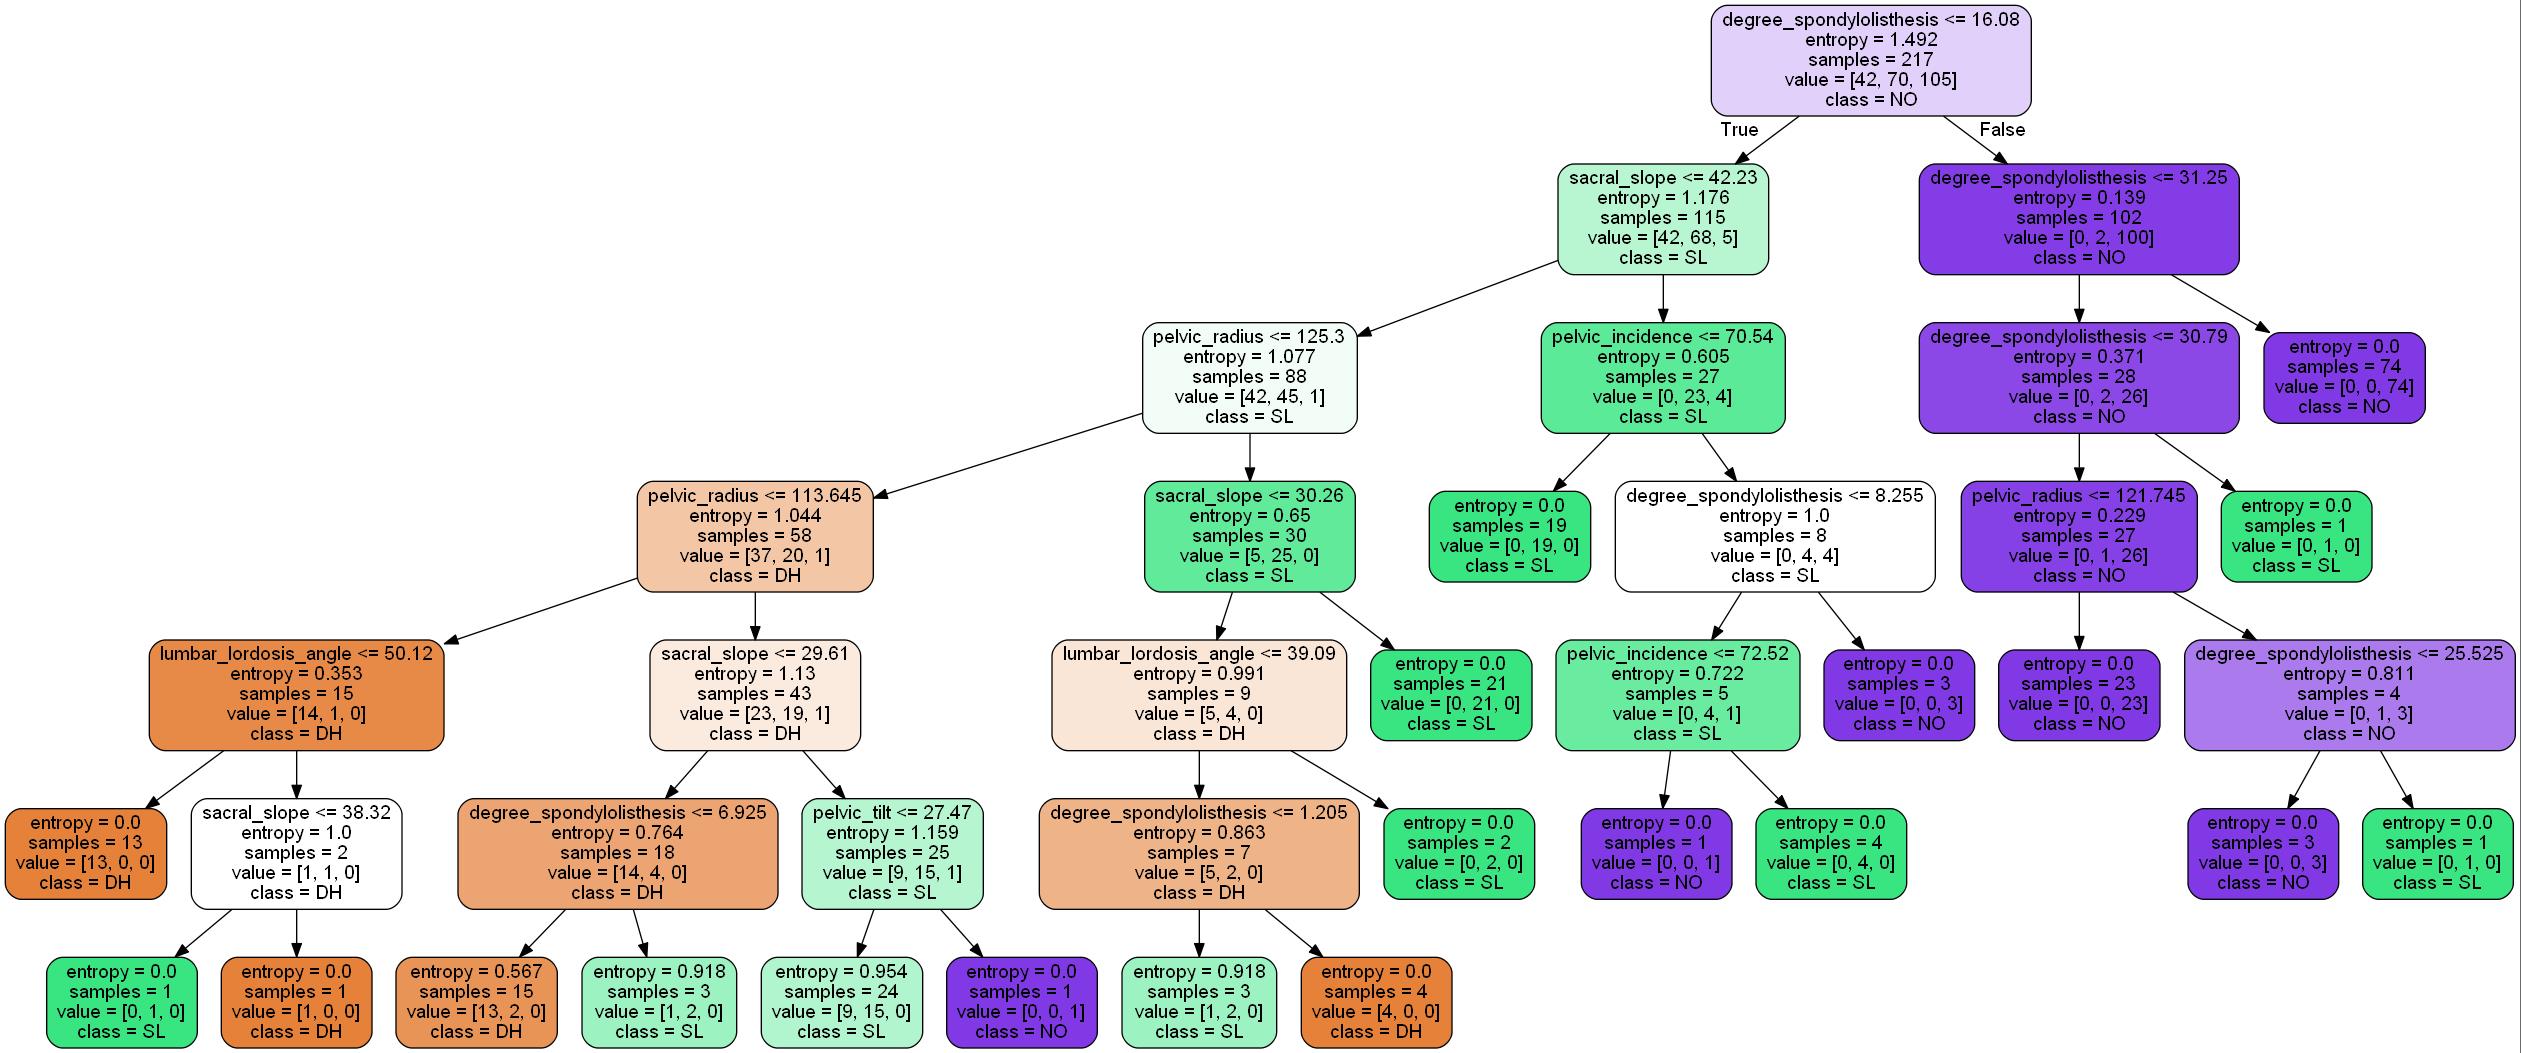 degree_spondylolisthesis <= 16.08
entropy = 1.492
samples = 217
value = [42, 70, 105]
class = NO
True
False
sacral_slope <= 42.23
entropy = 1.176
samples = 115
value = [42, 68, 5]
class = SL
degree_spondylolisthesis <= 31.25
entropy = 0.139
samples = 102
value = [0, 2, 100]
class = NO
pelvic_radius <= 125.3
entropy = 1.077
samples = 88
value = [42, 45, 1]
class = SL
pelvic_incidence <= 70.54
entropy = 0.605
samples = 27
value = [0, 23, 4]
class = SL
degree_spondylolisthesis <= 30.79
entropy = 0.371
samples = 28
value = [0, 2, 26]
class = NO
entropy = 0.0
samples = 74
value = [0, 0, 74]
class = NO
pelvic_radius <= 113.645
entropy = 1.044
samples = 58
value = [37, 20, 1]
class = DH
sacral_slope <= 30.26
entropy = 0.65
samples = 30
value = [5, 25, 0]
class = SL
entropy = 0.0
samples = 19
value = [0, 19, 0]
class = SL
degree_spondylolisthesis <= 8.255
entropy = 1.0
samples = 8
value = [0, 4, 4]
class = SL
pelvic_radius <= 121.745
entropy = 0.229
samples = 27
value = [0, 1, 26]
class = NO
entropy = 0.0
samples = 1
value = [0, 1, 0]
class = SL
lumbar_lordosis_angle <= 50.12
entropy = 0.353
samples = 15
value = [14, 1, 0]
class = DH
sacral_slope <= 29.61
entropy = 1.13
samples = 43
value = [23, 19, 1]
class = DH
lumbar_lordosis_angle <= 39.09
entropy = 0.991
samples = 9
value = [5, 4, 0]
class = DH
entropy = 0.0
samples = 21
value = [0, 21, 0]
class = SL
pelvic_incidence <= 72.52
entropy = 0.722
samples = 5
value = [0, 4, 1]
class = SL
entropy = 0.0
samples = 3
value = [0, 0, 3]
class = NO
entropy = 0.0
samples = 23
value = [0, 0, 23]
class = NO
degree_spondylolisthesis <= 25.525
entropy = 0.811
samples = 4
value = [0, 1, 3]
class = NO
entropy = 0.0
samples = 13
value = [13, 0, 0]
class = DH
sacral_slope <= 38.32
entropy = 1.0
samples = 2
value = [1, 1, 0]
class = DH
degree_spondylolisthesis <= 6.925
entropy = 0.764
samples = 18
value = [14, 4, 0]
class = DH
pelvic_tilt <= 27.47
entropy = 1.159
samples = 25
value = [9, 15, 1]
class = SL
degree_spondylolisthesis <= 1.205
entropy = 0.863
samples = 7
value = [5, 2, 0]
class = DH
entropy = 0.0
samples = 2
value = [0, 2, 0]
class = SL
entropy = 0.0
samples = 1
value = [0, 0, 1]
class = NO
entropy = 0.0
samples = 4
value = [0, 4, 0]
class = SL
entropy = 0.0
samples = 3
value = [0, 0, 3]
class = NO
entropy = 0.0
samples = 1
value = [0, 1, 0]
class = SL
entropy = 0.0
samples = 1
value = [0, 1, 0]
class = SL
entropy = 0.0
samples = 1
value = [1, 0, 0]
class = DH
entropy = 0.567
samples = 15
value = [13, 2, 0]
class = DH
entropy = 0.918
samples = 3
value = [1, 2, 0]
class = SL
entropy = 0.954
samples = 24
value = [9, 15, 0]
class = SL
entropy = 0.0
samples = 1
value = [0, 0, 1]
class = NO
entropy = 0.918
samples = 3
value = [1, 2, 0]
class = SL
entropy = 0.0
samples = 4
value = [4, 0, 0]
class = DH